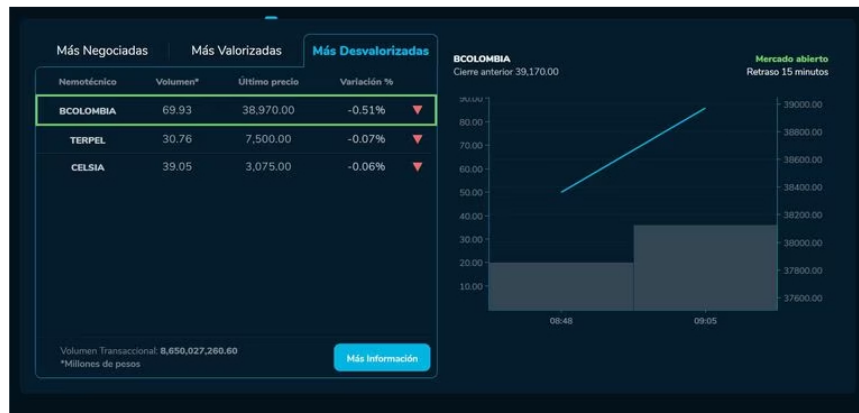 Más Negociadas
Más Valorizadas
Más Desvalorizadas
Nemotécnico Volumen* Último precio Variación %
BCOLOMBIA 69.93 38,970.00 -0.51%
TERPEL 30.76 7,500.00 -0.07%
CELSIA 39.05 3,075.00 -0.06%
Volumen Transaccional: 8,650,027,260.60
*Millones de pesos
Más Información
BCOLOMBIA
Cierre anterior 39,170.00
Mercado abierto
Retraso 15 minutos
90.00
80.00
70.00
60.00
50.00
40.00
30.00
20.00
10.00
39000.00
38800.00
38600.00
38400.00
38200.00
38000.00
37800.00
37600.00
08:48
09:05